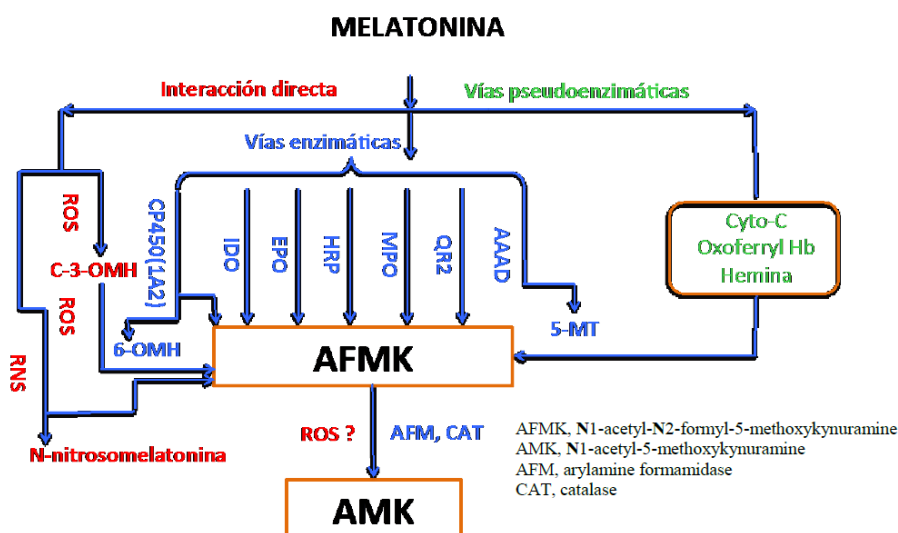 MELATONINA
Interacción directa
Vías pseudoenzimáticas
Vías enzimáticas
ROS
C-3-OMH
ROS
RNS
N-nitrosomelatonina
CP450(1A2)
6-OMH
IDO
EPO
HRP
MPO
QR2
AAAD
5-MT
Cyto-C
Oxoferryl Hb
Hemina
AFMK
ROS ?
AFM, CAT
AMK
AFMK, N1-acetyl-N2-formyl-5-methoxykynuramine
AMK, N1-acetyl-5-methoxykynuramine
AFM, arylamine formamidase
CAT, catalase